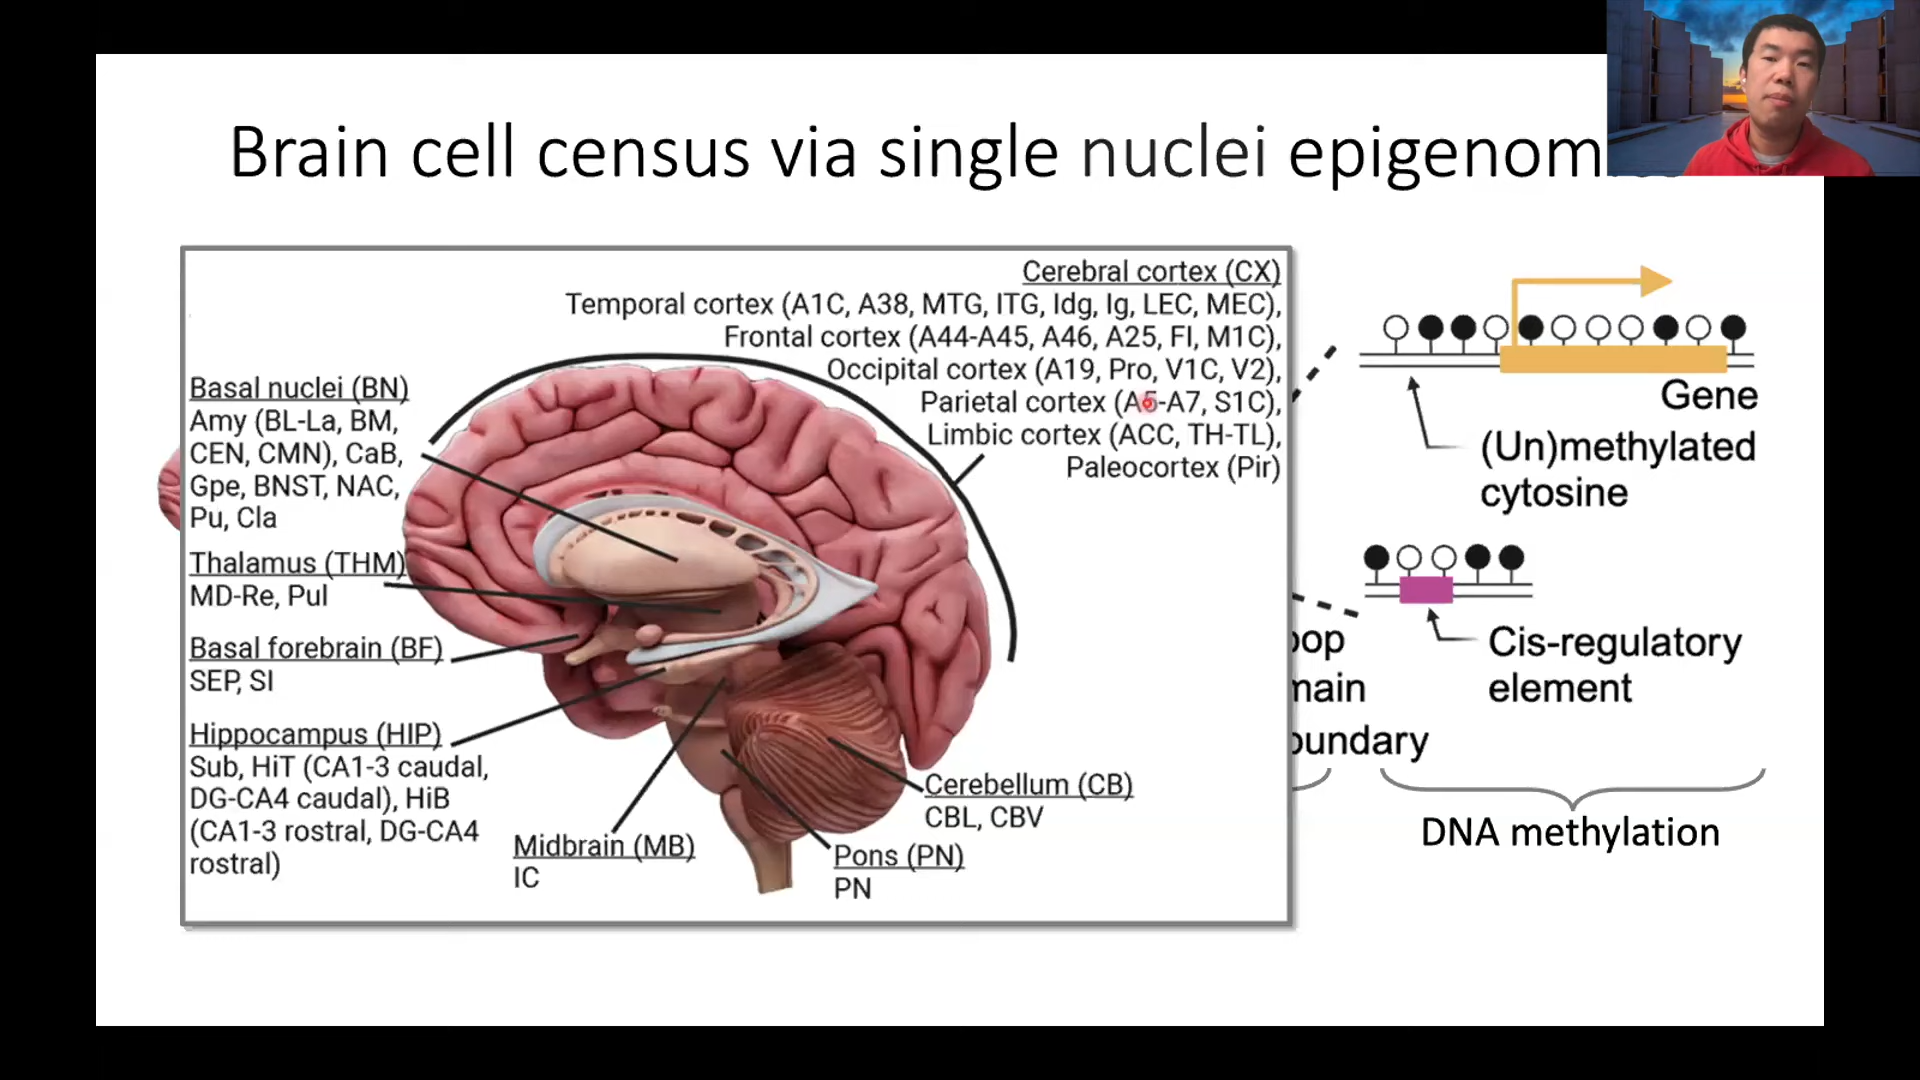 Brain cell census via single nuclei
Cerebral cortex (CX)
Temporal cortex (A1C, A38, MTG, ITG, Idg, Ig, LEC, MEC),
Frontal cortex (A44-A45, A46, A25, FI, M1C),
Occipital cortex (A19, Pro, V1C, V2),
Parietal cortex (A5-A7, S1C),
Limbic cortex (ACC, TH-TL),
Paleocortex (Pir)
Basal nuclei (BN)
Amy (BL-La, BM,
CEN, CMN), CaB,
Gpe, BNST, NAC,
Pu, Cla
Thalamus (THM)
MD-Re, Pul
Basal forebrain (BF)
SEP, SI
Hippocampus (HIP)
Sub, HiT (CA1-3 caudal,
DG-CA4 caudal), HiB
(CA1-3 rostral, DG-CA4
rostral)
Midbrain (MB)
IC
Pons (PN)
PN
Cerebellum (CB)
CBL, CBV
Gene
(Un)methylated
cytosine
Cis-regulatory
element
DNA methylation